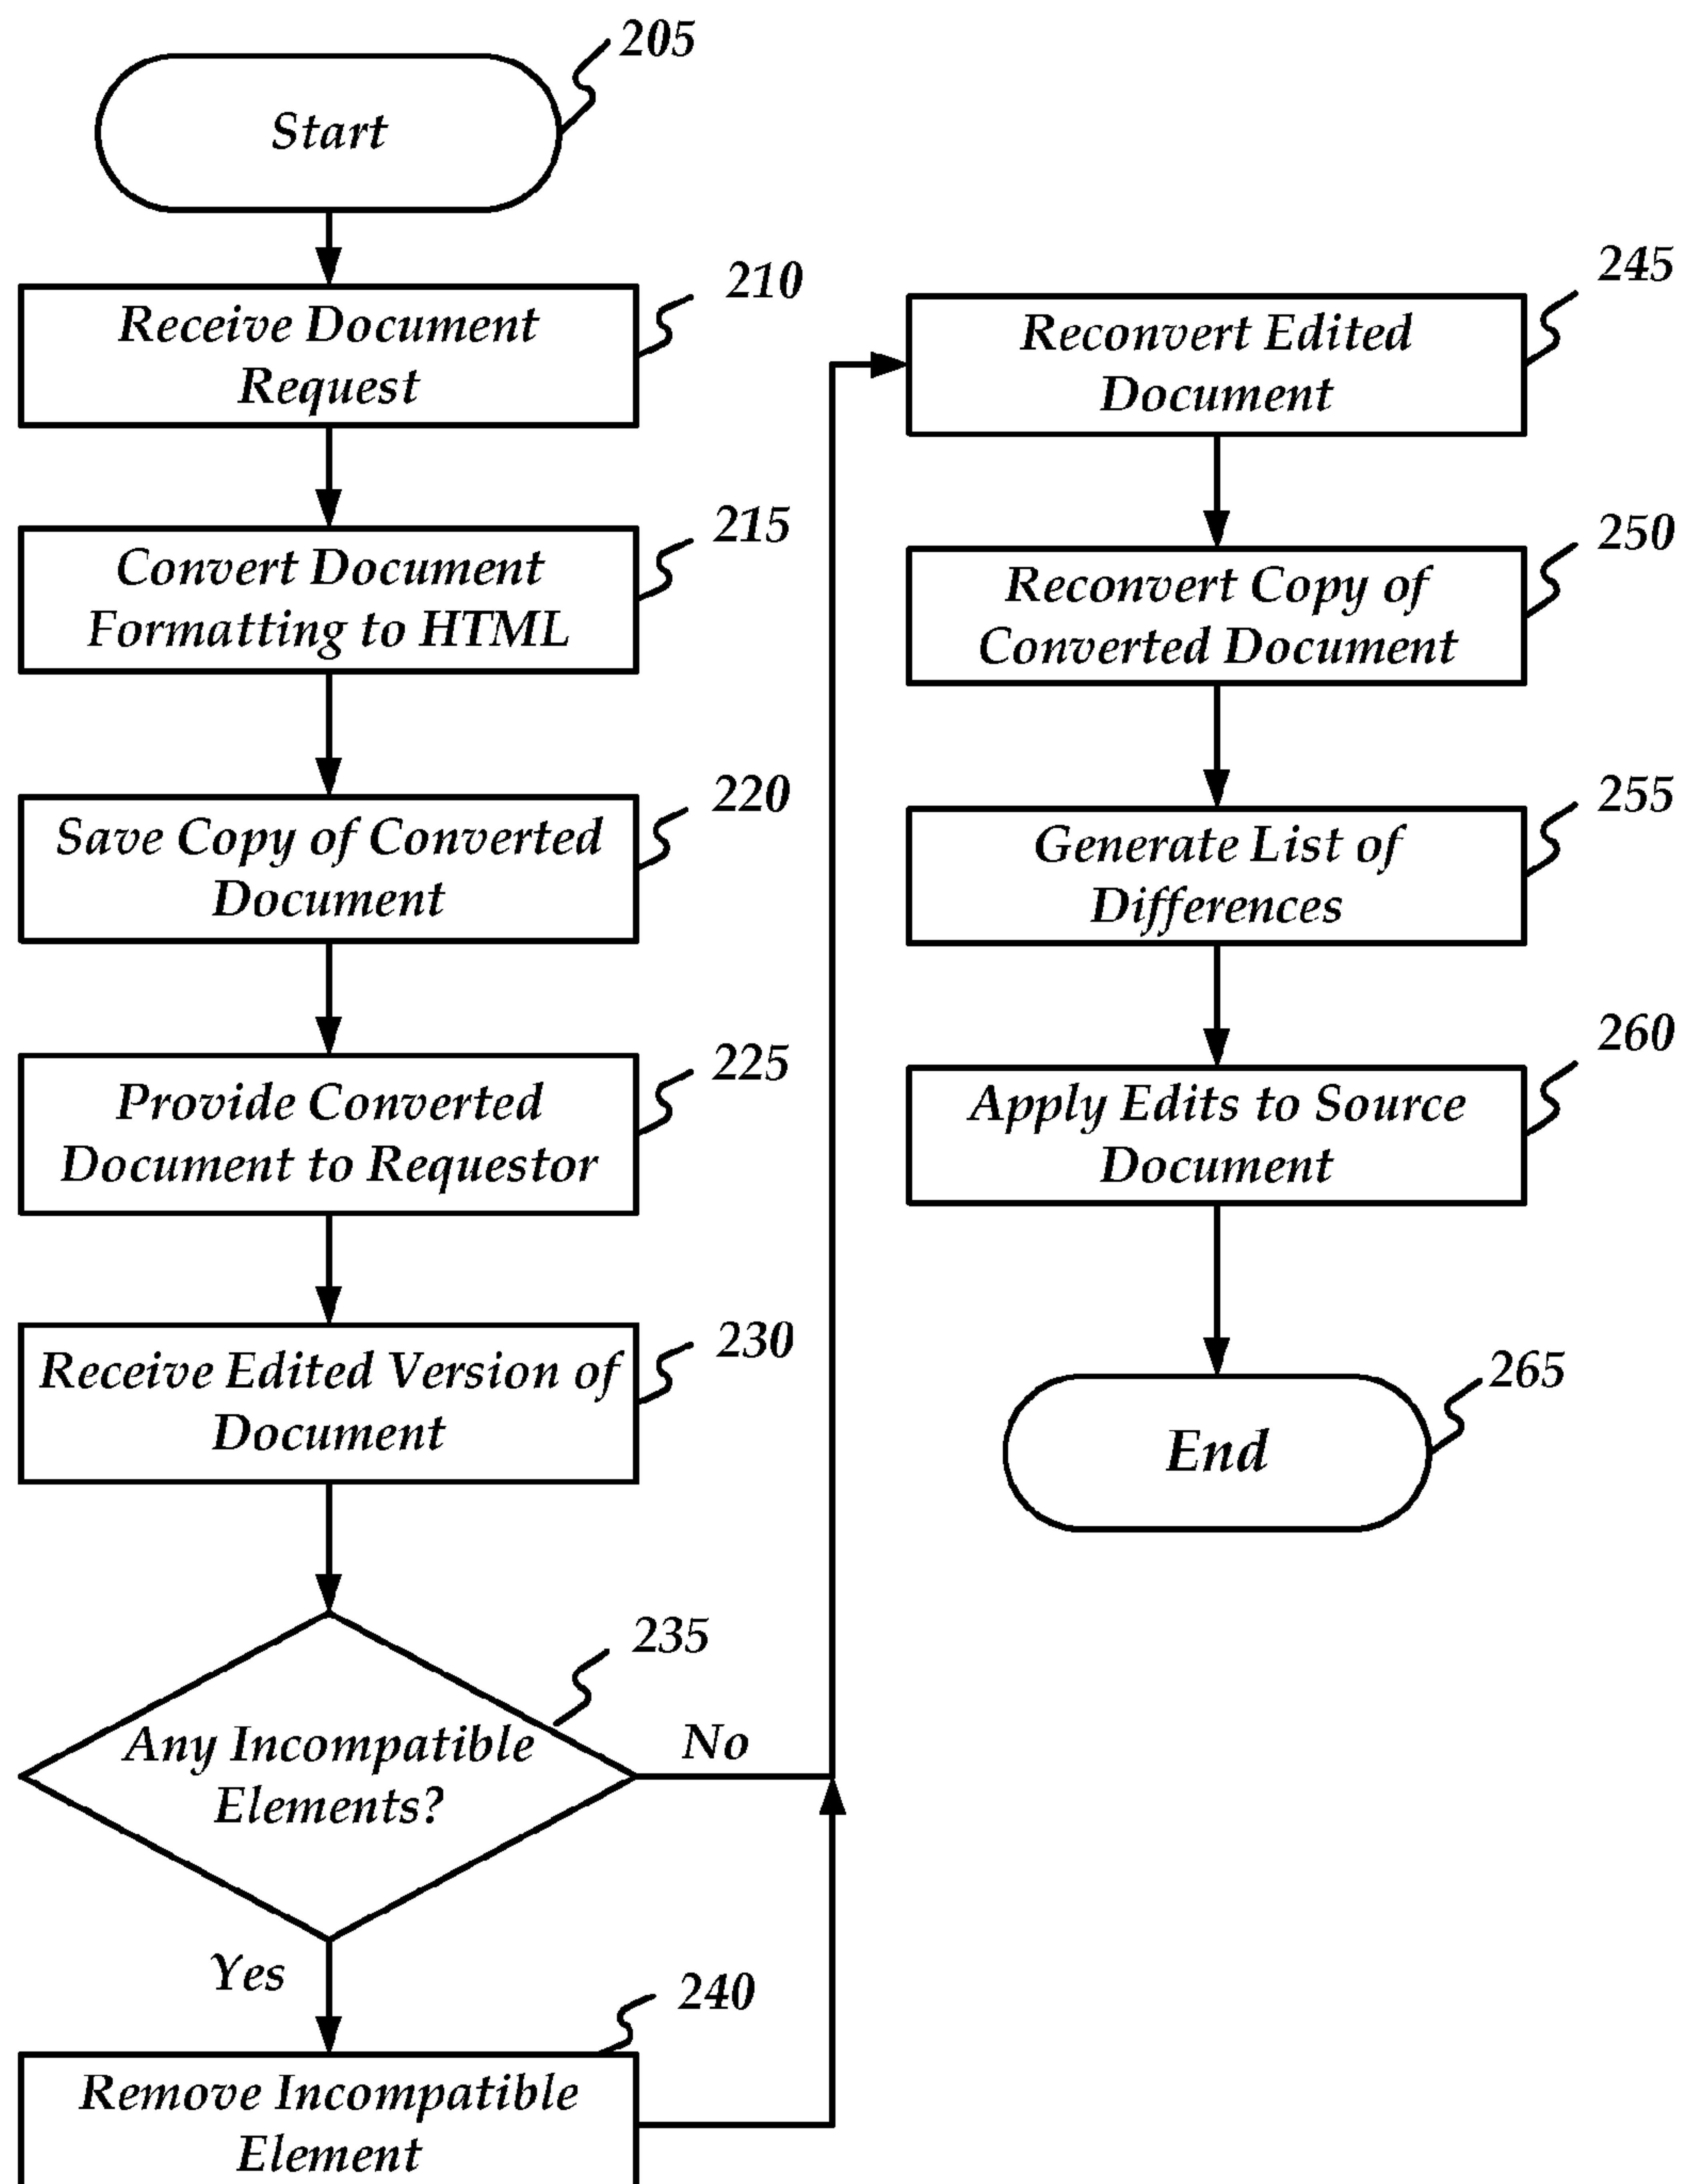 205
Start
210
Receive Document
Request
215
Convert Document
Formatting to HTML
220
Save Copy of Converted
Document
225
Provide Converted
Document to Requestor
230
Receive Edited Version of
Document
235
Any Incompatible
Elements?
No
Yes
240
Remove Incompatible
Element
245
Reconvert Edited
Document
250
Reconvert Copy of
Converted Document
255
Generate List of
Differences
260
Apply Edits to Source
Document
265
End